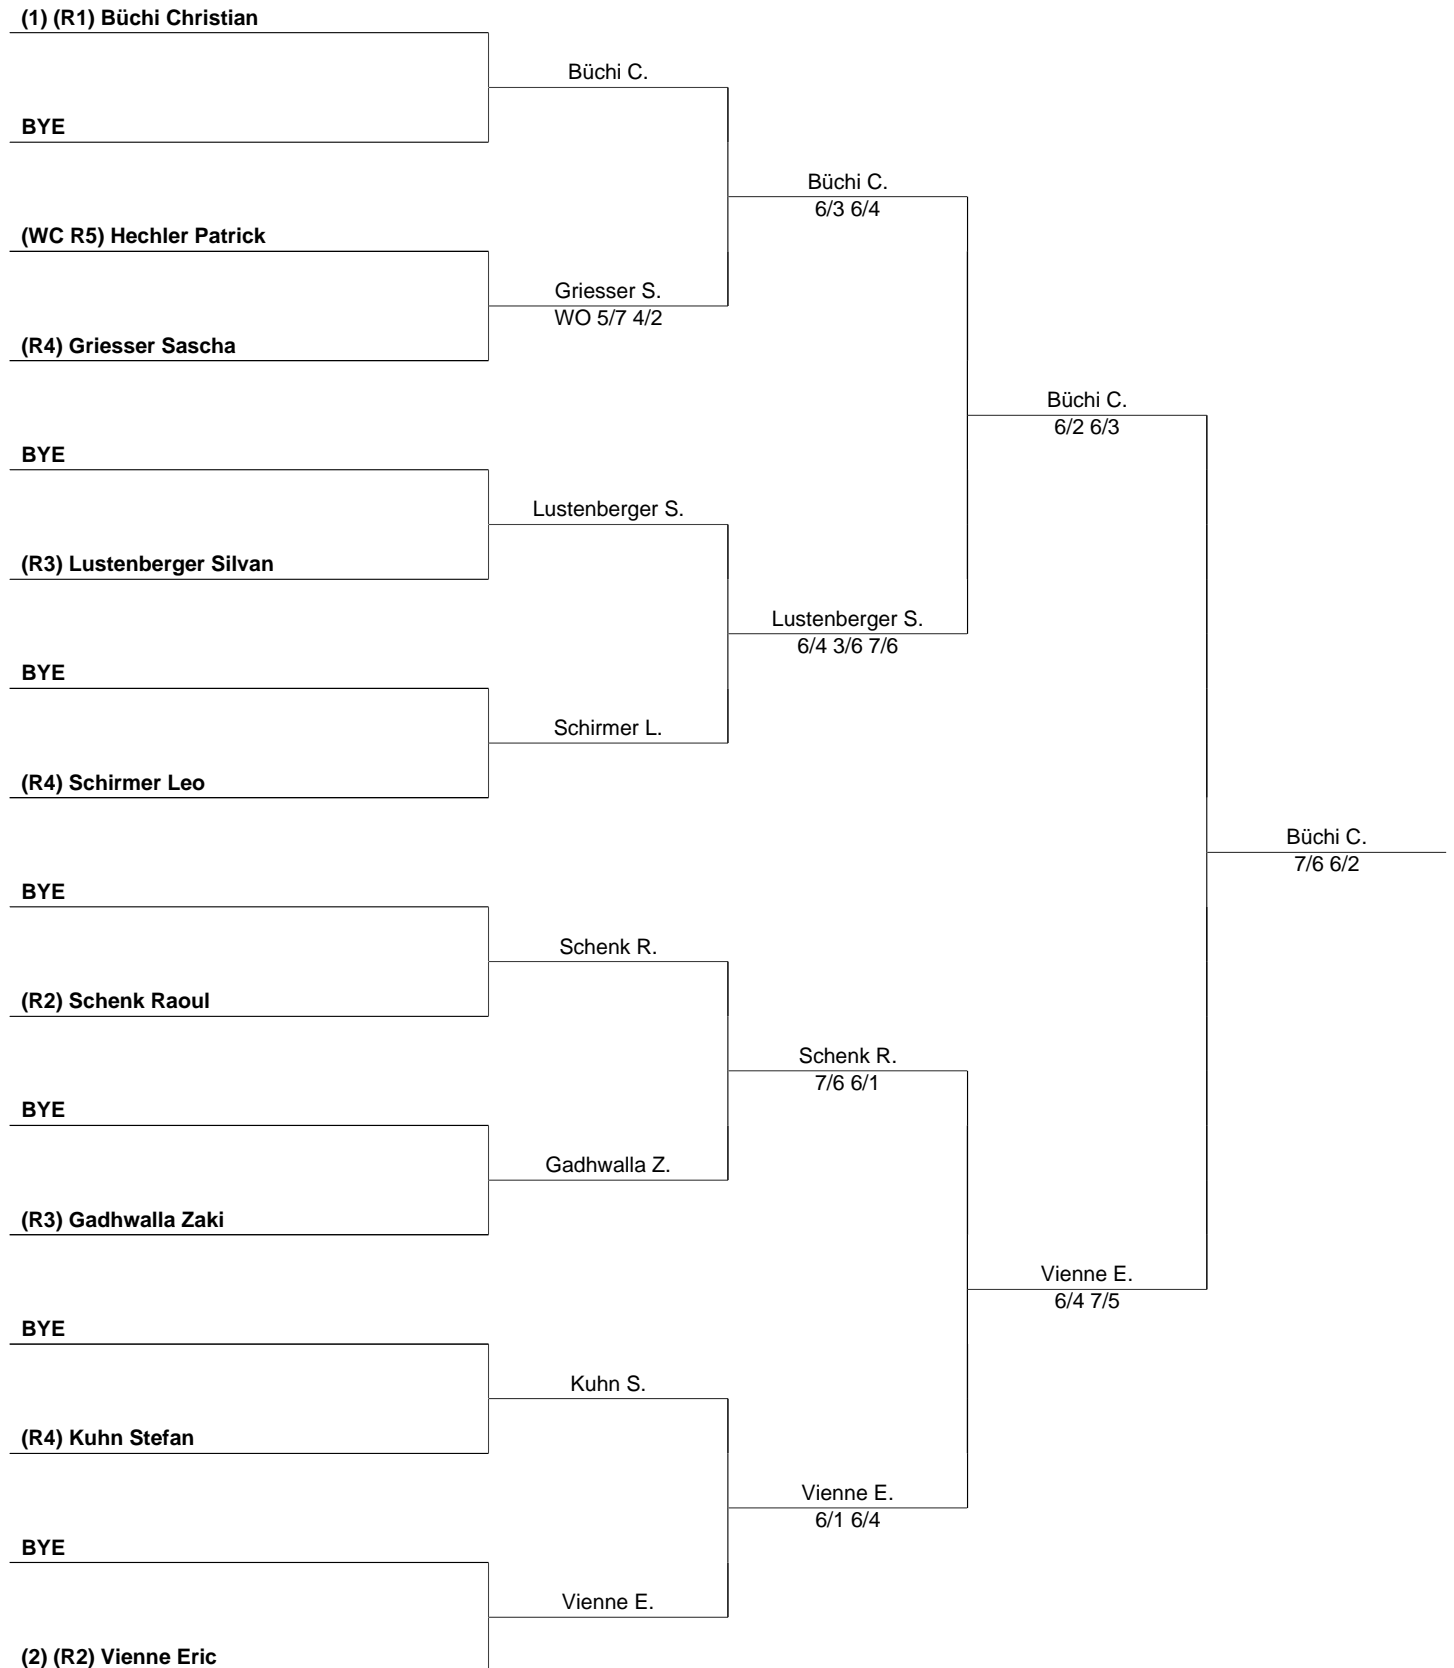 (1) (R1) Büchi Christian
Büchi C.
BYE
Büchi C.
6/3 6/4
(WC R5) Hechler Patrick
Griesser S.
WO 5/7 4/2
(R4) Griesser Sascha
Büchi C.
6/2 6/3
BYE
Lustenberger S.
(R3) Lustenberger Silvan
Lustenberger S.
6/4 3/6 7/6
BYE
Schirmer L.
(R4) Schirmer Leo
Büchi C.
7/6 6/2
BYE
Schenk R.
(R2) Schenk Raoul
Schenk R.
7/6 6/1
BYE
Gadhwalla Z.
(R3) Gadhwalla Zaki
Vienne E.
6/4 7/5
BYE
Kuhn S.
(R4) Kuhn Stefan
Vienne E.
6/1 6/4
BYE
Vienne E.
(2) (R2) Vienne Eric